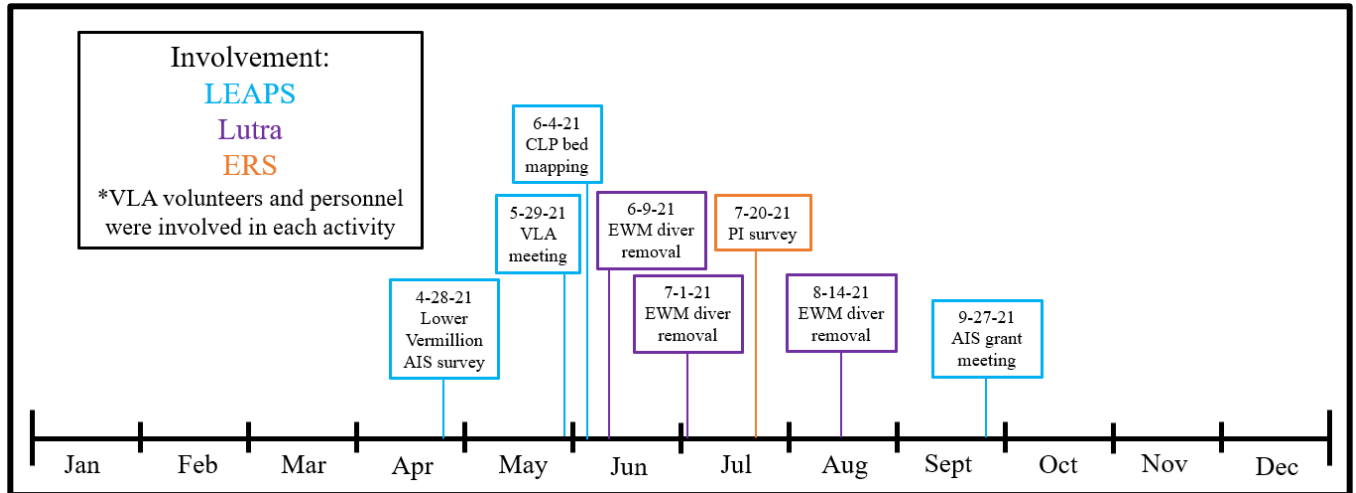 Involvement:
LEAPS
Lutra
ERS
*VLA volunteers and personnel
were involved in each activity
4-28-21
Lower
Vermillion
AIS survey
5-29-21
VLA
meeting
6-4-21
CLP bed
mapping
6-9-21
EWM diver
removal
7-1-21
EWM diver
removal
7-20-21
PI survey
8-14-21
EWM diver
removal
9-27-21
AIS grant
meeting
Jan Feb Mar Apr May Jun Jul Aug Sept Oct Nov Dec